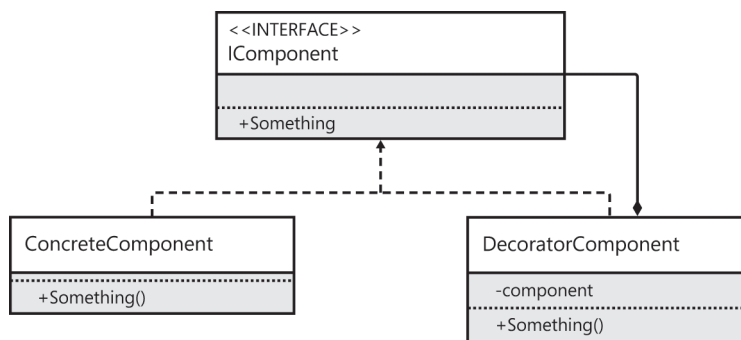 <<INTERFACE>>
IComponent
+Something
ConcreteComponent
+Something()
DecoratorComponent
-component
+Something()